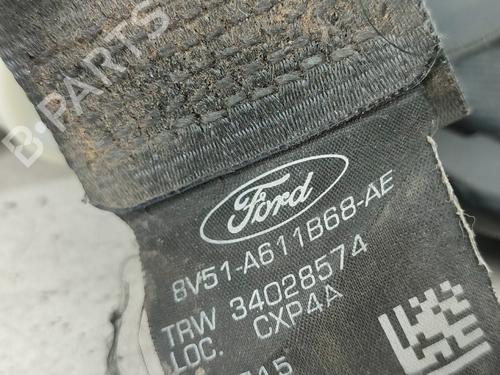 B-PARTS
Ford
8V51-A611B68-AE
TRW 34028574
LOC. CXP4A